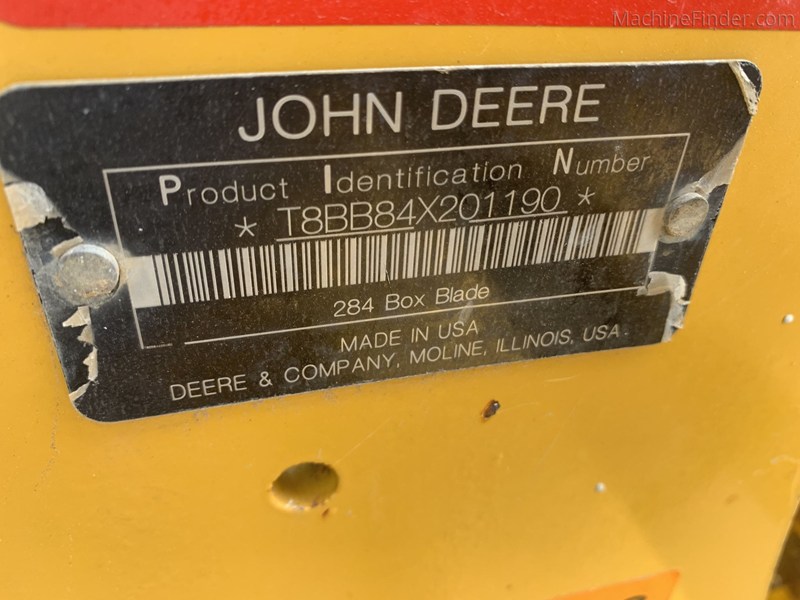 MachineFinder.com
JOHN DEERE
Product Identification Number
* T8BB84X201190 *
284 Box Blade
MADE IN USA
DEERE & COMPANY, MOLINE, ILLINOIS, USA